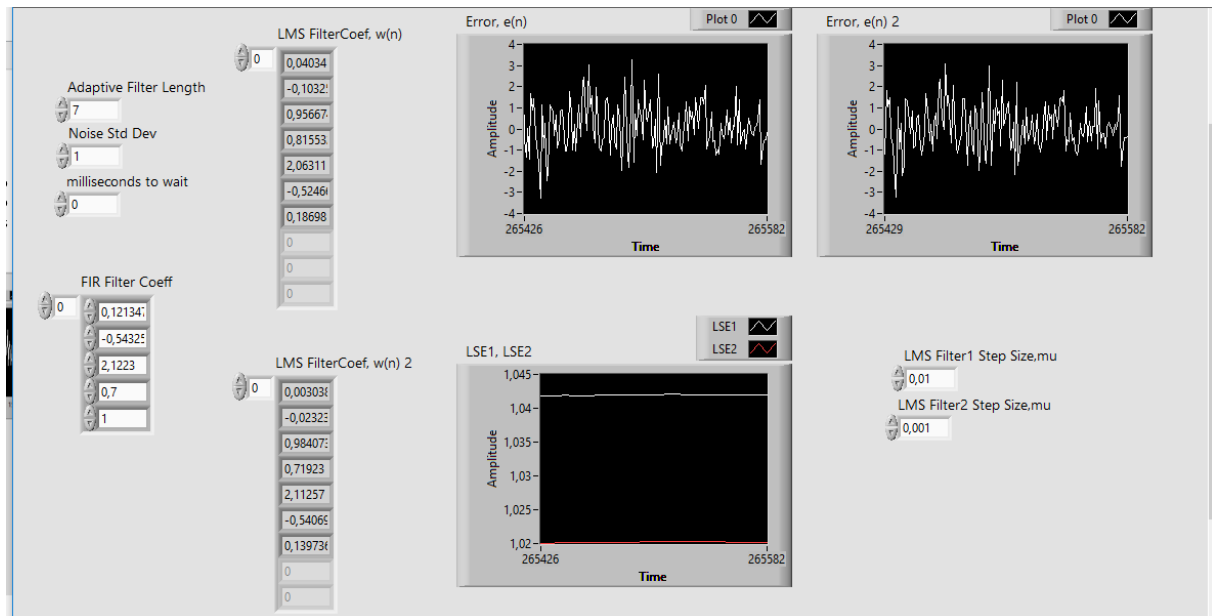 Adaptive Filter Length
7
Noise Std Dev
1
milliseconds to wait
0
FIR Filter Coeff
0
0,121347
-0,54325
2,1223
0,7
1
LMS FilterCoef, w(n)
0
0,04034
-0,1032
0,95667
0,81553
2,06311
-0,5246
0,18698
0
0
0
LMS FilterCoef, w(n) 2
0
0,003038
-0,02323
0,984073
0,71923
2,11257
-0,54069
0,139736
0
0
Error, e(n)
Plot 0
Amplitude
4
3
2
1
0
-1
-2
-3
-4
265426
265582
Time
Error, e(n) 2
Plot 0
Amplitude
4
3
2
1
0
-1
-2
-3
-4
265429
265582
Time
LSE1, LSE2
LSE1
LSE2
Amplitude
1,045
1,04
1,035
1,03
1,025
1,02
265426
265582
Time
LMS Filter1 Step Size,mu
0,01
LMS Filter2 Step Size,mu
0,001